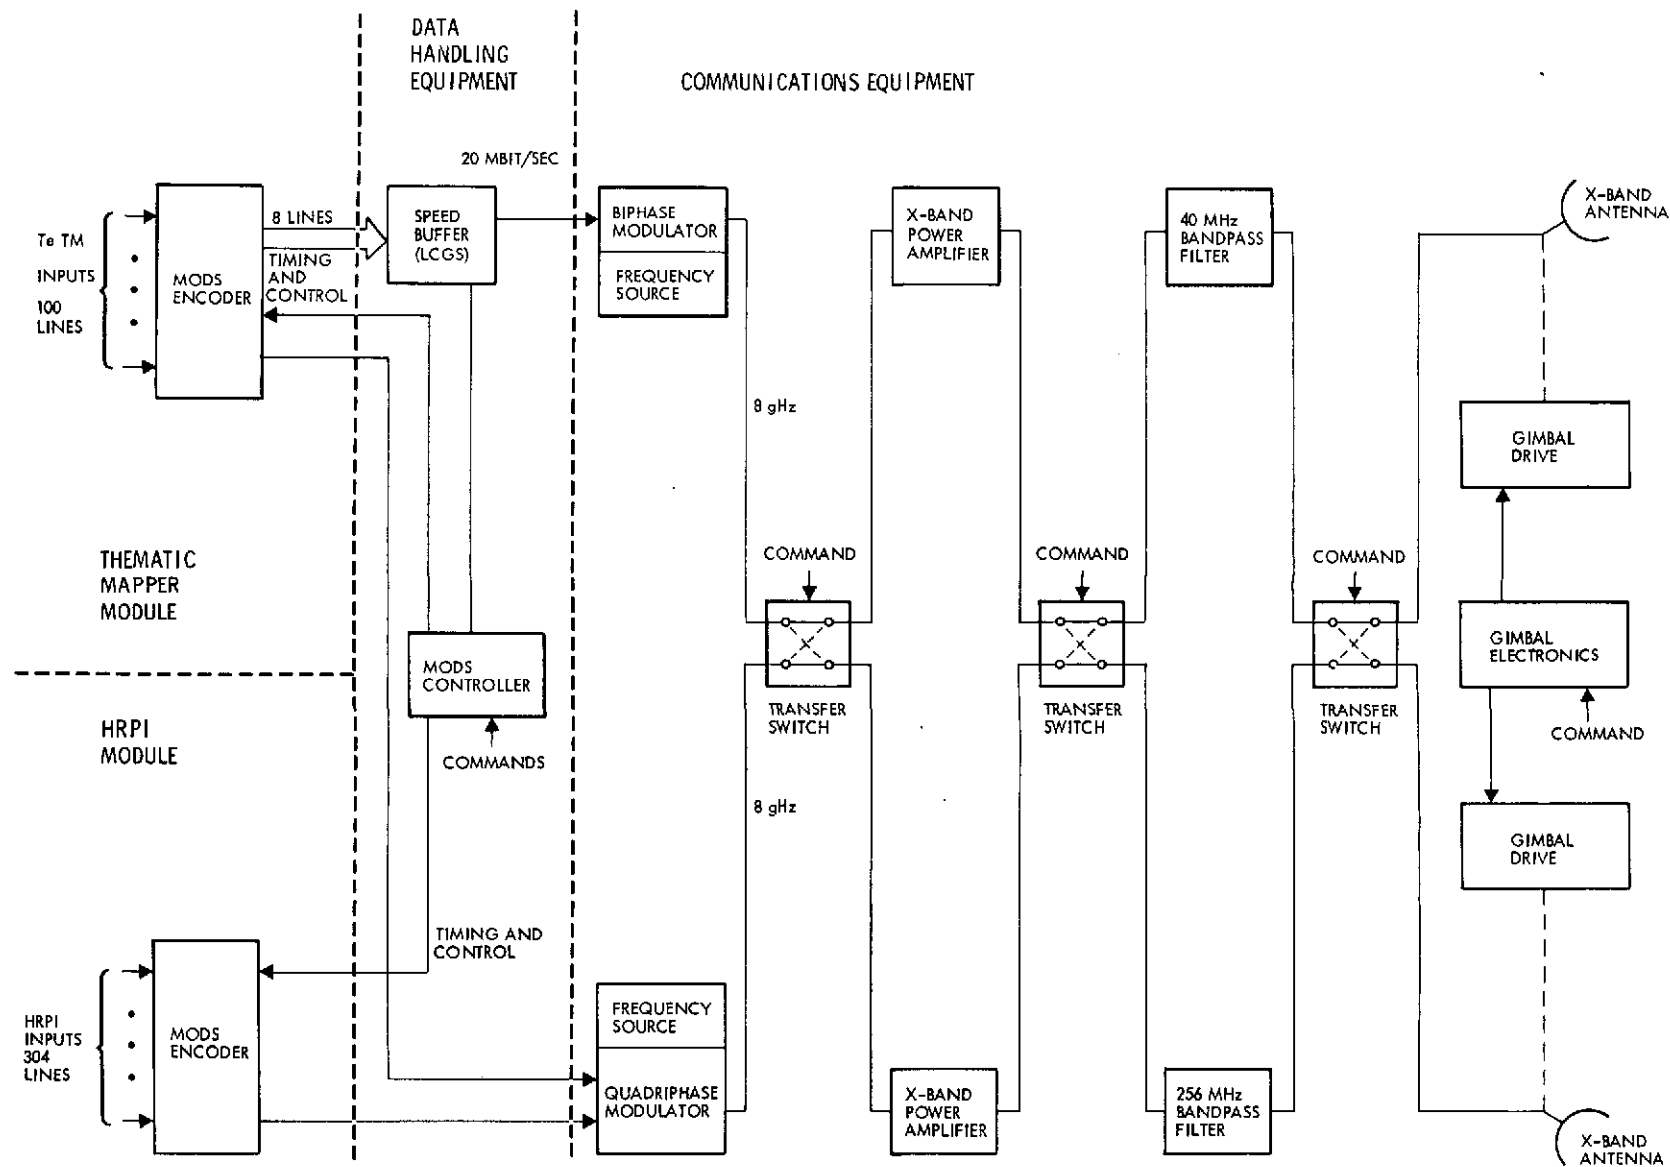 DATA
HANDLING
EQUIPMENT
COMMUNICATIONS EQUIPMENT
20 MBIT/SEC
Te TM
INPUTS
100
LINES
MODS
ENCODER
8 LINES
TIMING
AND
CONTROL
SPEED
BUFFER
(LCGS)
BIPHASE
MODULATOR
FREQUENCY
SOURCE
X-BAND
POWER
AMPLIFIER
40 MHz
BANDPASS
FILTER
X-BAND
ANTENNA
8 gHz
GIMBAL
DRIVE
THEMATIC
MAPPER
MODULE
COMMAND
COMMAND
COMMAND
MODS
CONTROLLER
GIMBAL
ELECTRONICS
TRANSFER
SWITCH
TRANSFER
SWITCH
TRANSFER
SWITCH
COMMAND
HRPI
MODULE
COMMANDS
8 gHz
GIMBAL
DRIVE
TIMING AND
CONTROL
HRPI
INPUTS
304
LINES
MODS
ENCODER
FREQUENCY
SOURCE
QUADRIPHASE
MODULATOR
X-BAND
POWER
AMPLIFIER
256 MHz
BANDPASS
FILTER
X-BAND
ANTENNA